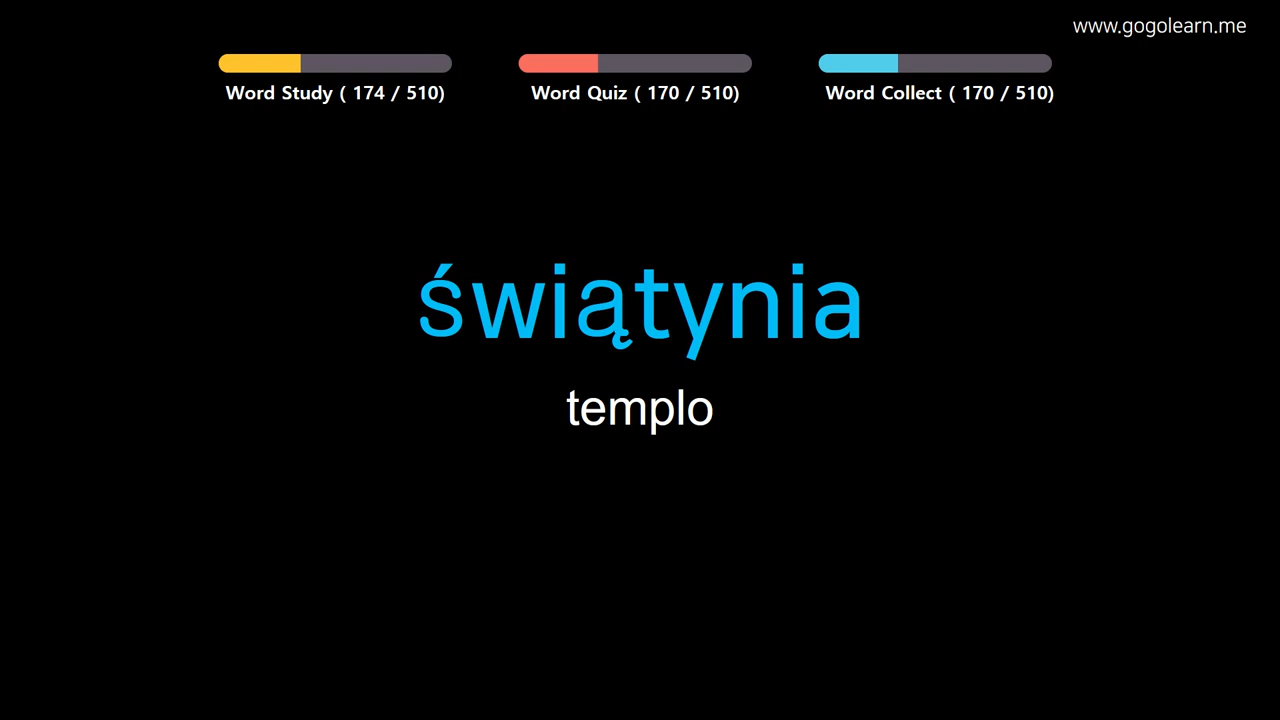 www.gogolearn.me
Word Study ( 174 / 510)
Word Quiz ( 170 / 510)
Word Collect ( 170 / 510)
świątynia
templo